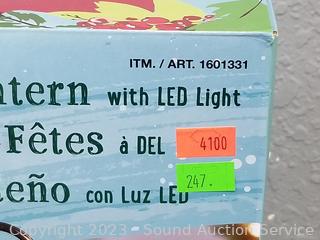 ITM. / ART. 1601331
ntern with LED Light
Fêtes à DEL
4100
eño con Luz LED
247.
Copyright 2023 - Sound Auction Service